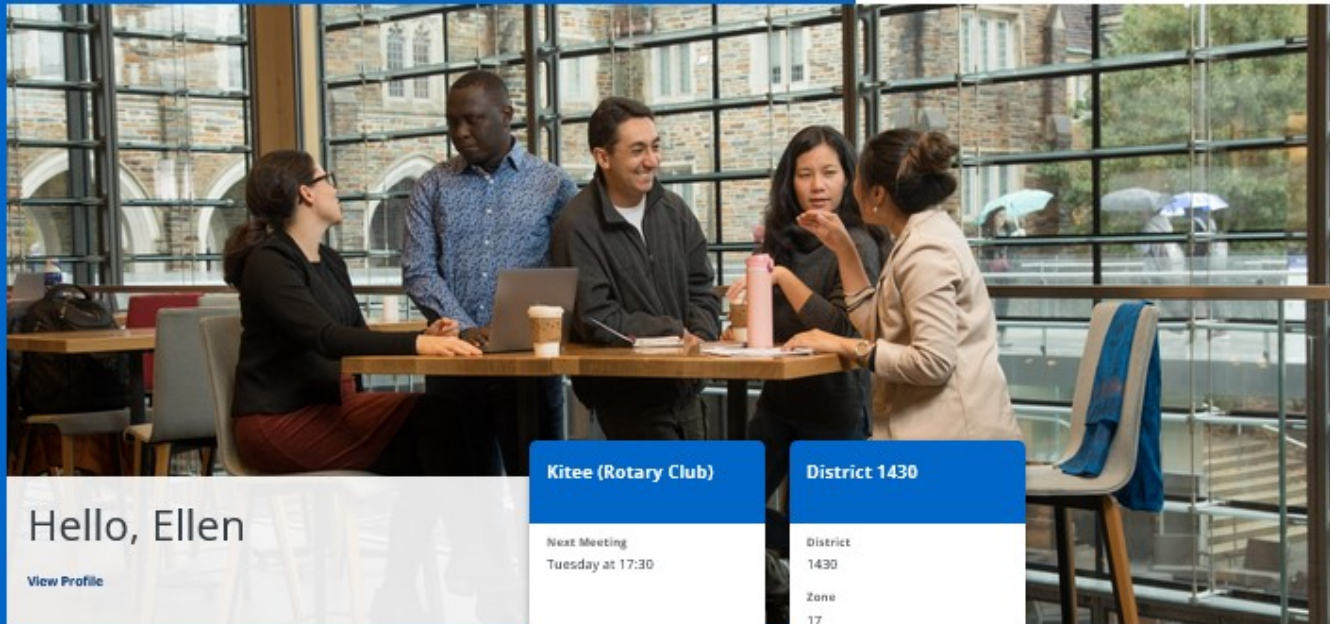 Hello, Ellen
View Profile
Kitee (Rotary Club)
Next Meeting
Tuesday at 17:30
District 1430
District
1430
Zone
17